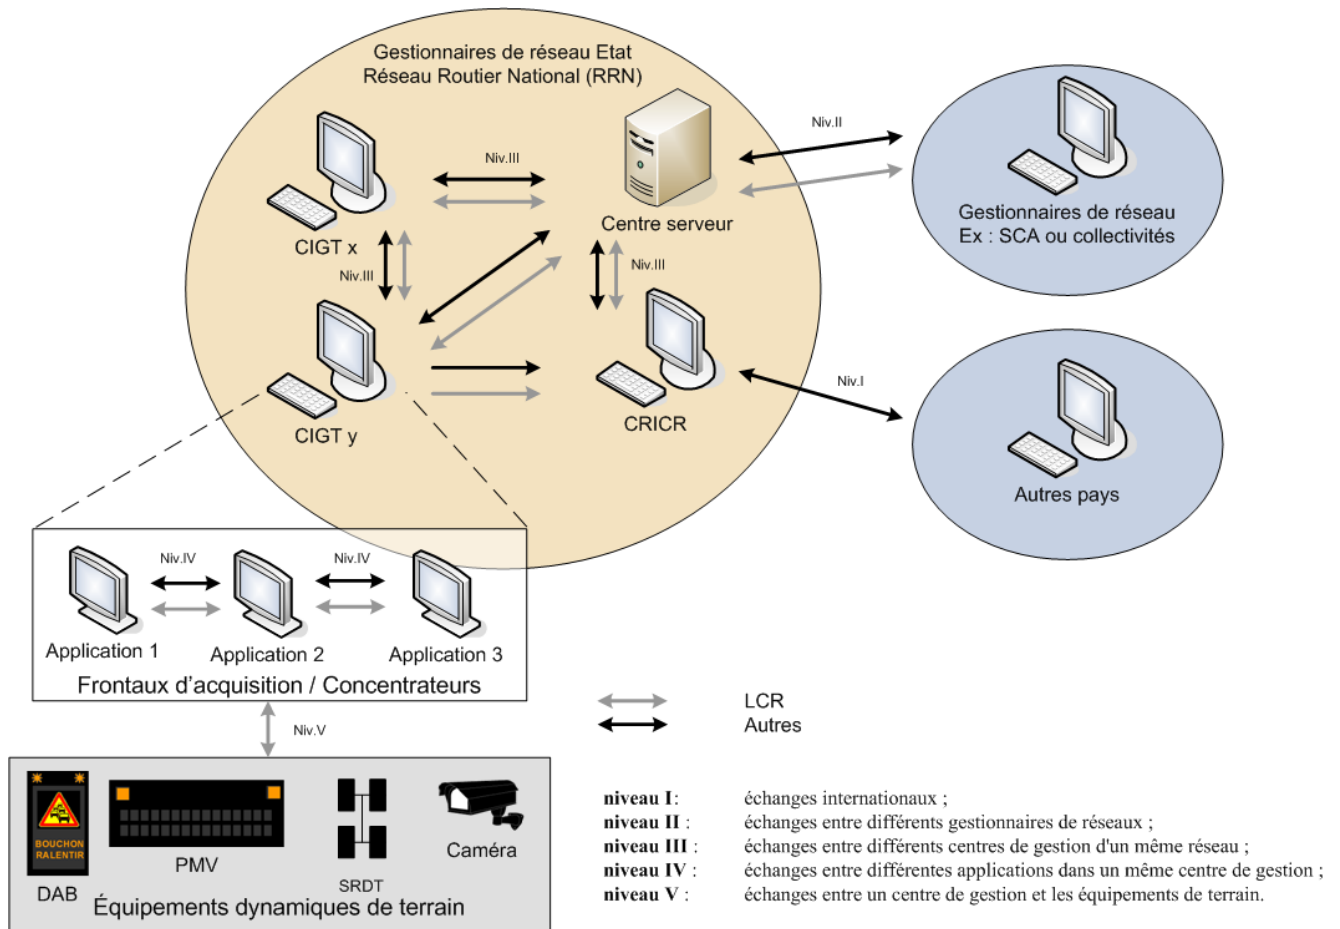 Gestionnaires de réseau Etat
Réseau Routier National (RRN)
Niv.II
Niv.III
Centre serveur
CIGT x
Gestionnaires de réseau
Ex : SCA ou collectivités
Niv.III
Niv.III
Niv.I
CIGT y
CRICR
Autres pays
Niv.IV
Niv.IV
Application 1
Application 2
Application 3
Frontaux d'acquisition / Concentrateurs
Niv.V
LCR
Autres
BOUCHON
RALENTIR
DAB
PMV
SRDT
Caméra
Équipements dynamiques de terrain
niveau I : échanges internationaux ;
niveau II : échanges entre différents gestionnaires de réseaux ;
niveau III : échanges entre différents centres de gestion d'un même réseau ;
niveau IV : échanges entre différentes applications dans un même centre de gestion ;
niveau V : échanges entre un centre de gestion et les équipements de terrain.